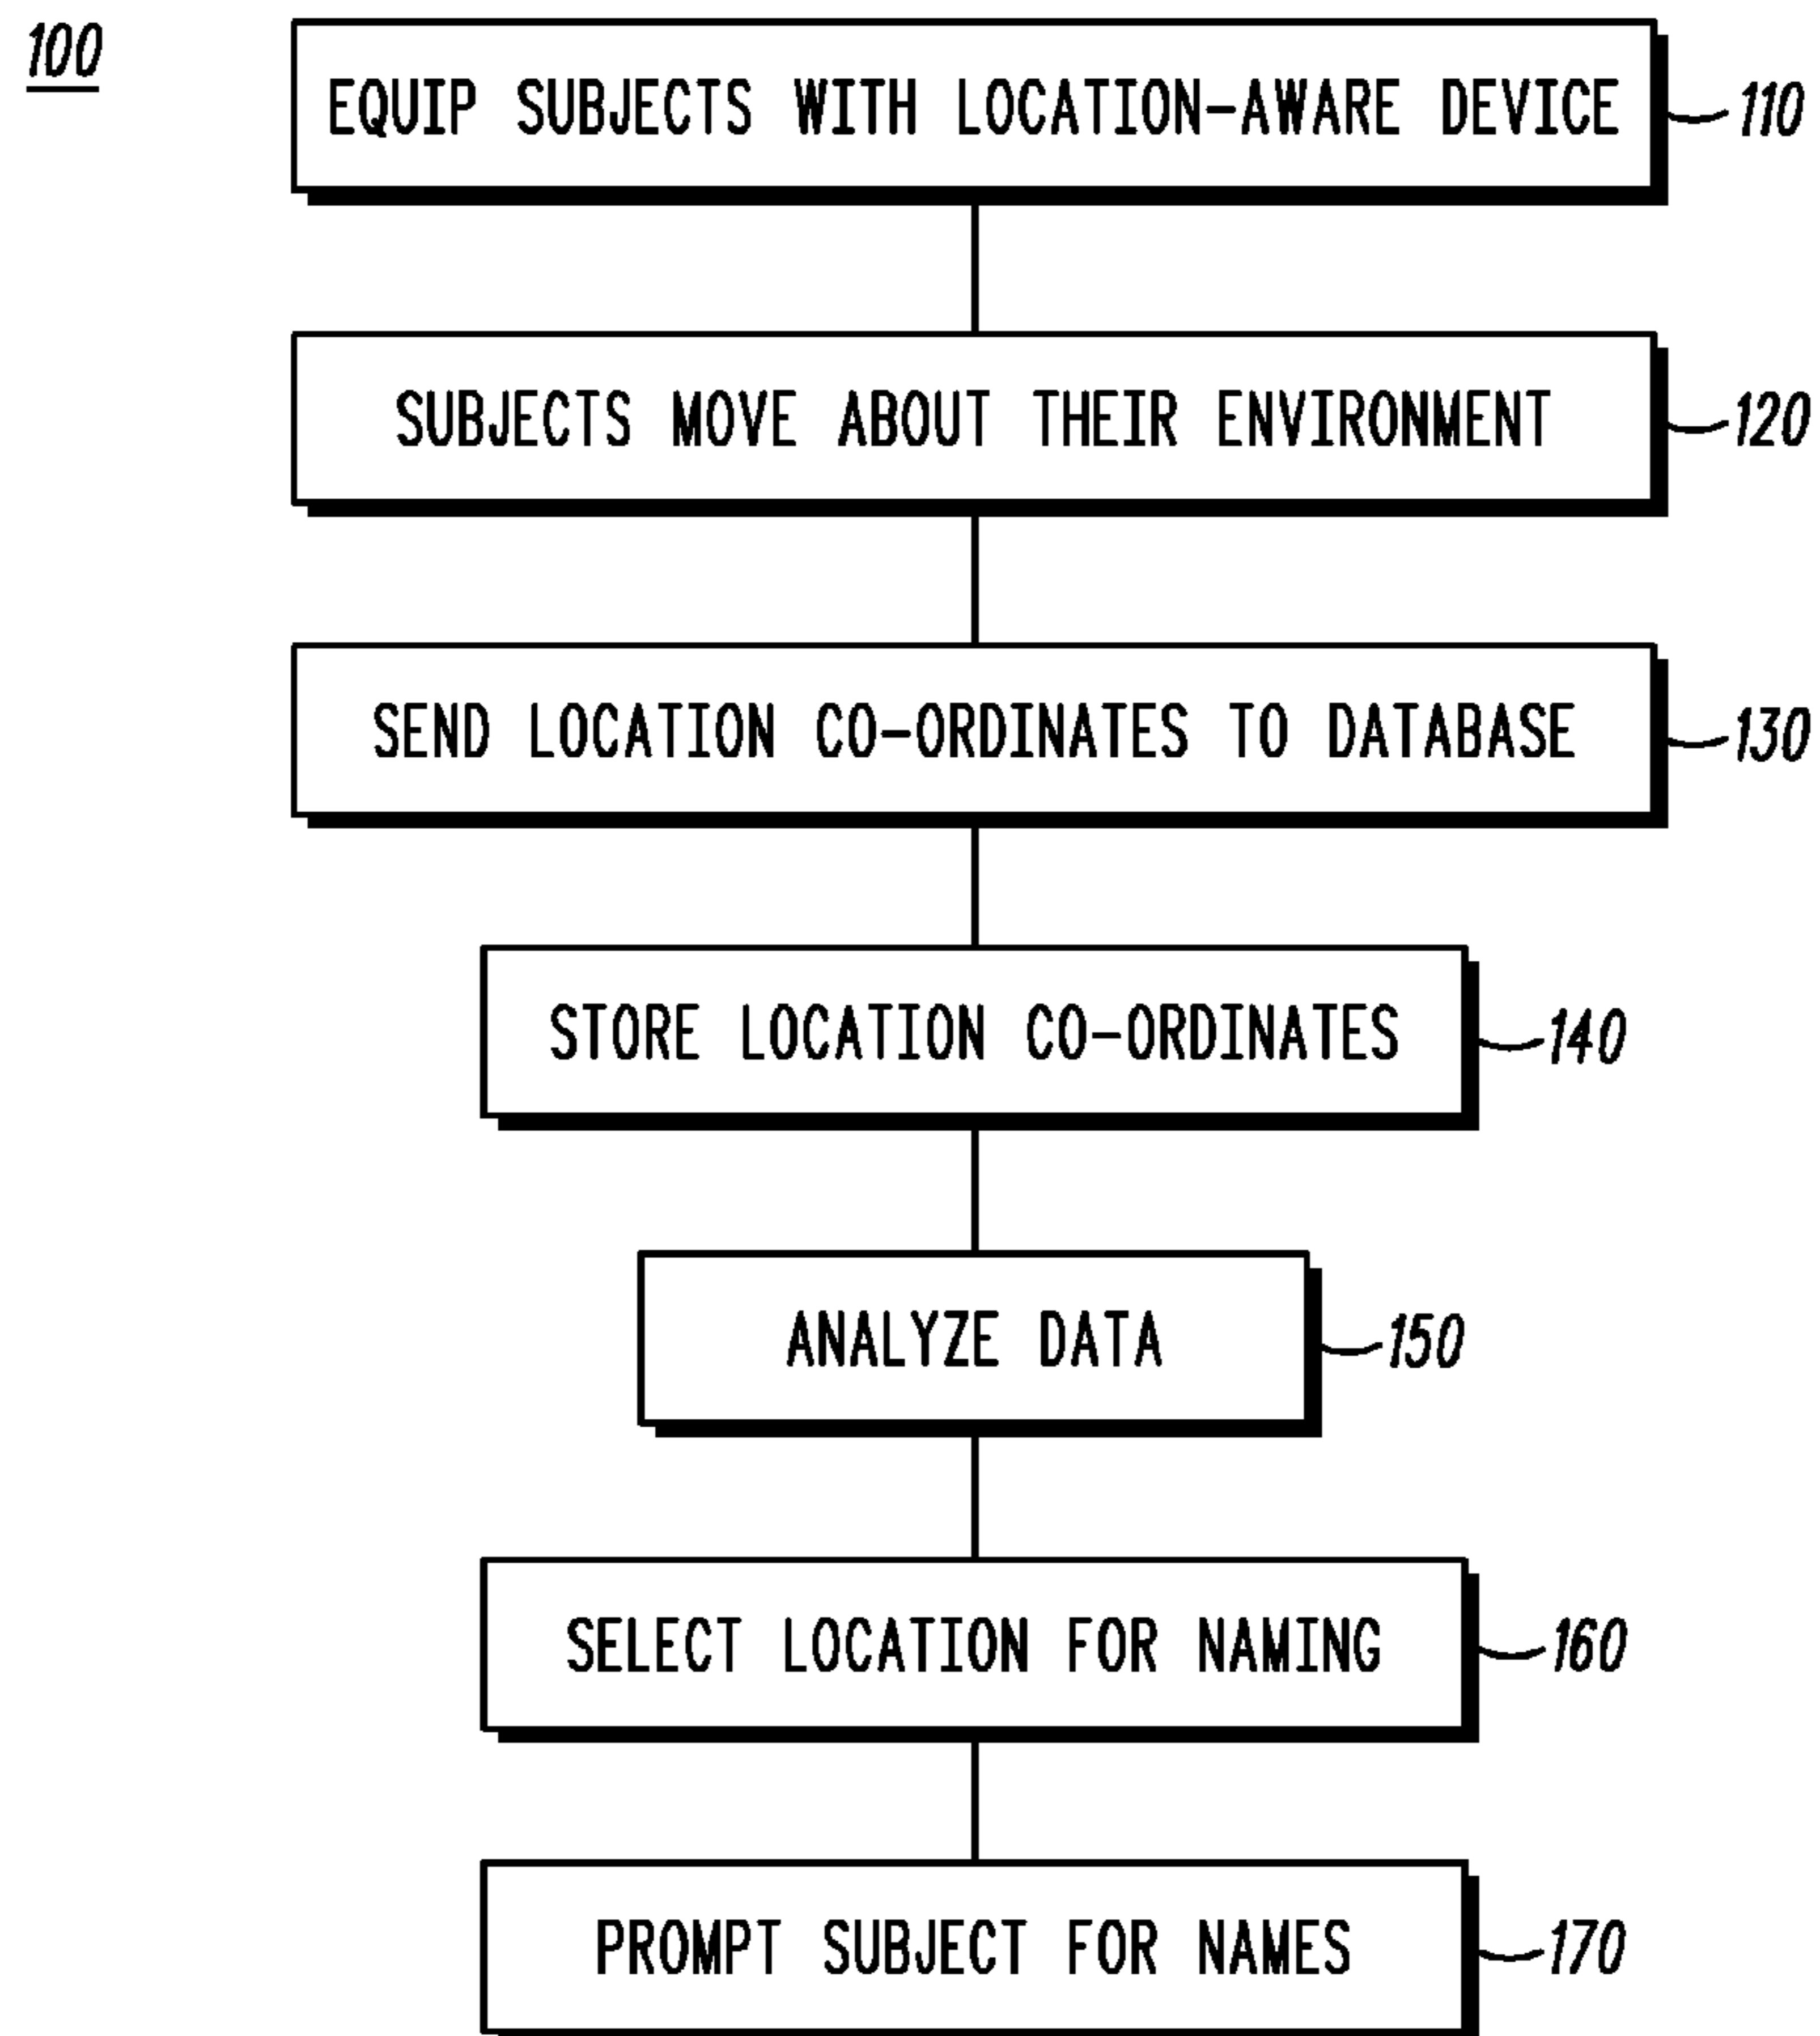 100
EQUIP SUBJECTS WITH LOCATION-AWARE DEVICE
110
SUBJECTS MOVE ABOUT THEIR ENVIRONMENT
120
SEND LOCATION CO-ORDINATES TO DATABASE
130
STORE LOCATION CO-ORDINATES
140
ANALYZE DATA
150
SELECT LOCATION FOR NAMING
160
PROMPT SUBJECT FOR NAMES
170